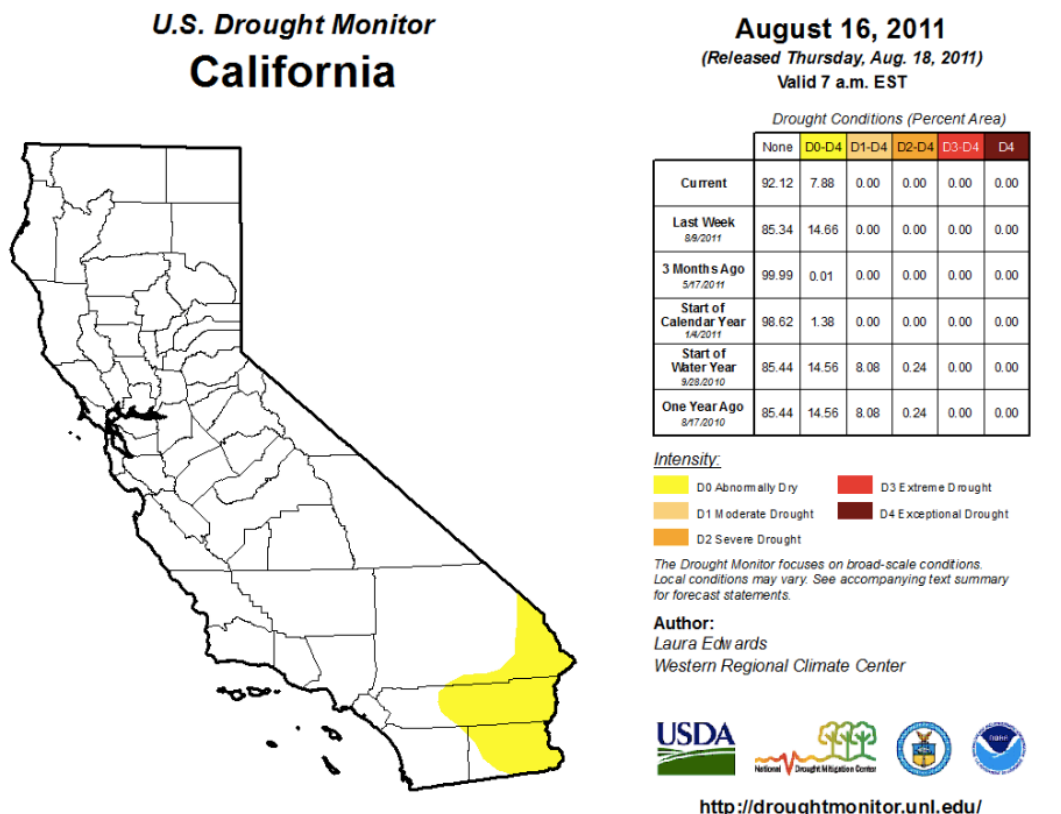 U.S. Drought Monitor
California
August 16, 2011
(Released Thursday, Aug. 18, 2011)
Valid 7 a.m. EST
Drought Conditions (Percent Area)
None D0-D4 D1-D4 D2-D4 D3-D4 D4
Current 92.12 7.88 0.00 0.00 0.00 0.00
Last Week 8/9/2011 85.34 14.66 0.00 0.00 0.00 0.00
3 Months Ago 5/17/2011 99.99 0.01 0.00 0.00 0.00 0.00
Start of Calendar Year 1/4/2011 98.62 1.38 0.00 0.00 0.00 0.00
Start of Water Year 9/28/2010 85.44 14.56 8.08 0.24 0.00 0.00
One Year Ago 8/17/2010 85.44 14.56 8.08 0.24 0.00 0.00
Intensity:
D0 Abnormally Dry D3 Extreme Drought
D1 Moderate Drought D4 Exceptional Drought
D2 Severe Drought
The Drought Monitor focuses on broad-scale conditions.
Local conditions may vary. See accompanying text summary
for forecast statements.
Author:
Laura Edwards
Western Regional Climate Center
USDA
National Drought Mitigation Center
http://droughtmonitor.unl.edu/